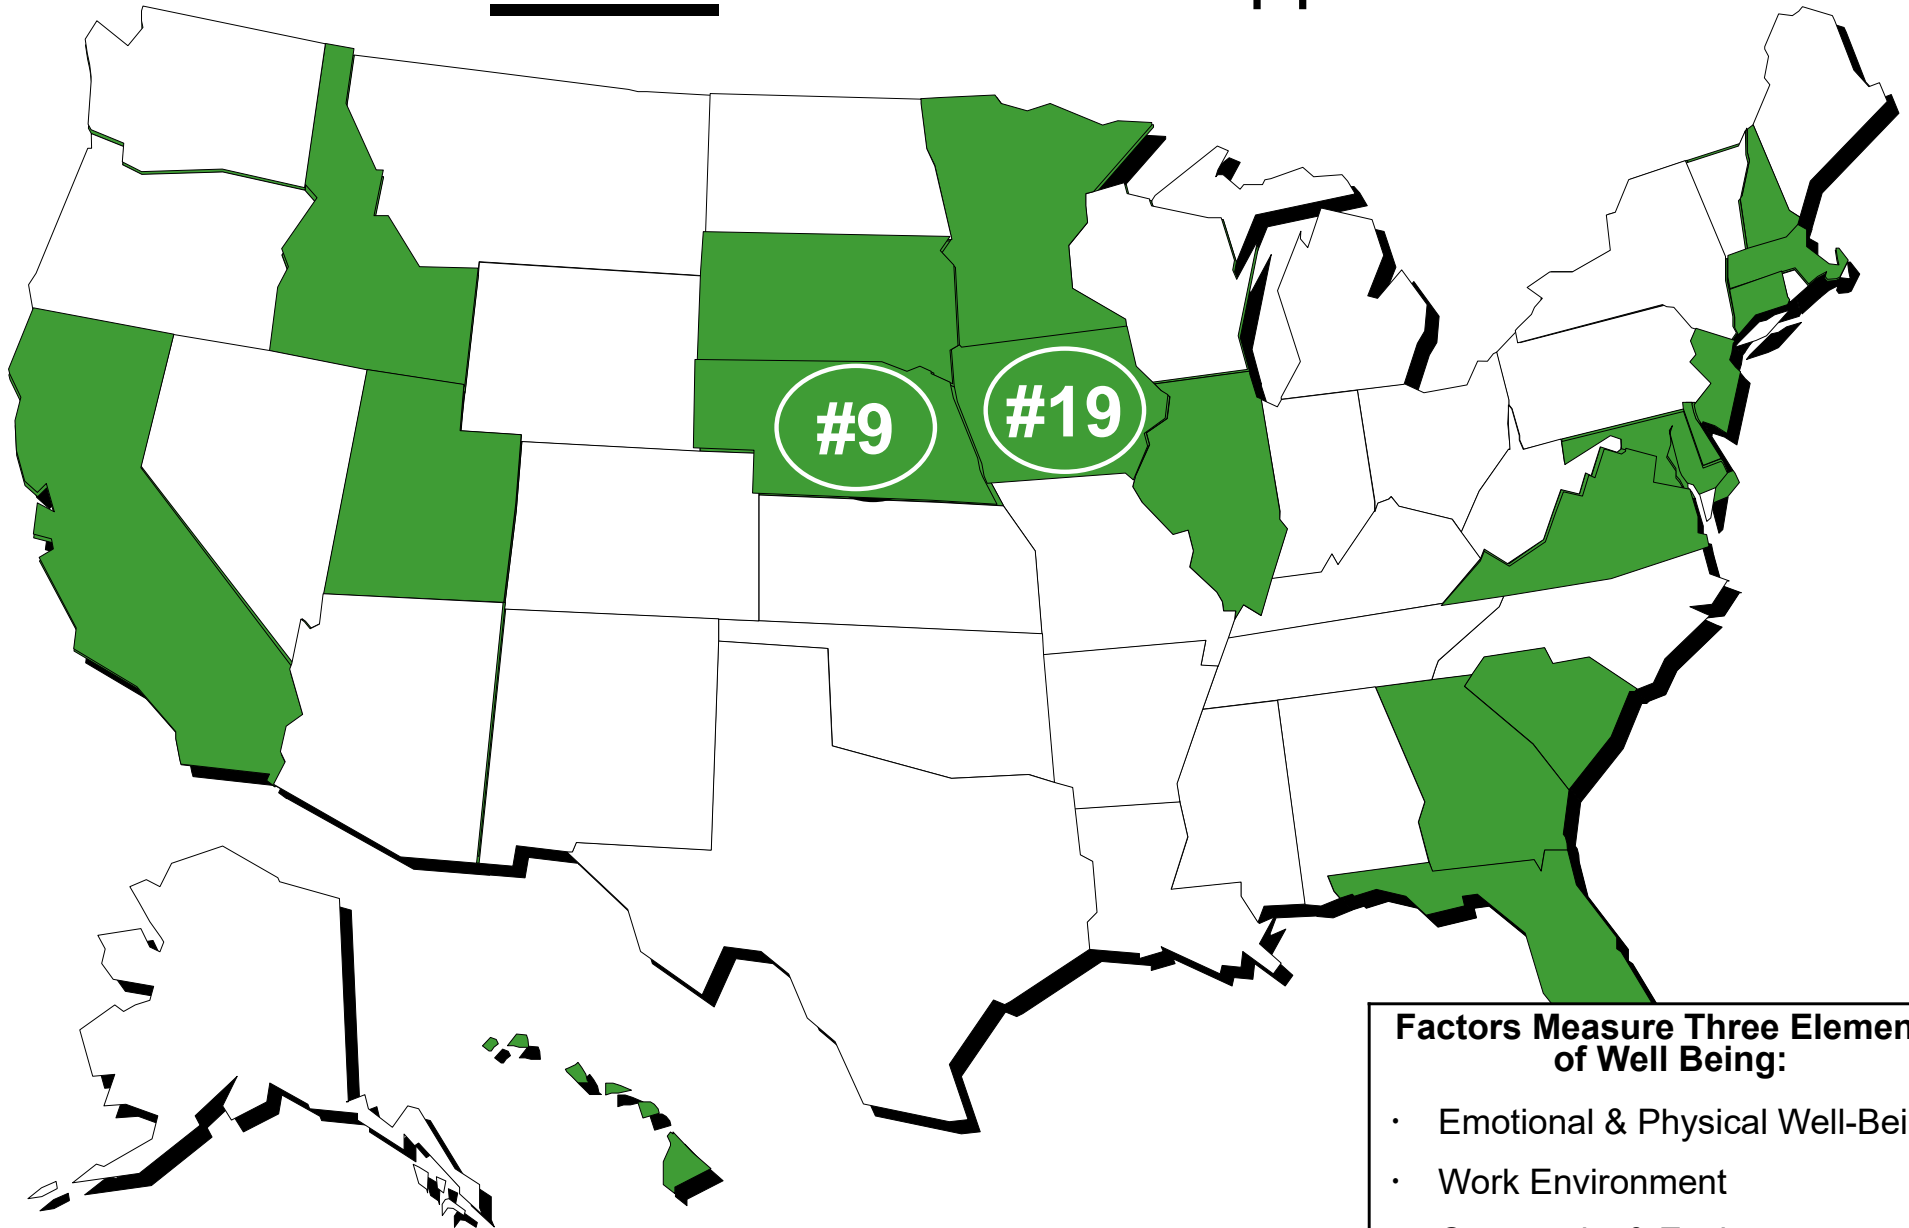 #9
#19
Factors Measure Three Elemen
of Well Being:
· Emotional & Physical Well-Bei
· Work Environment